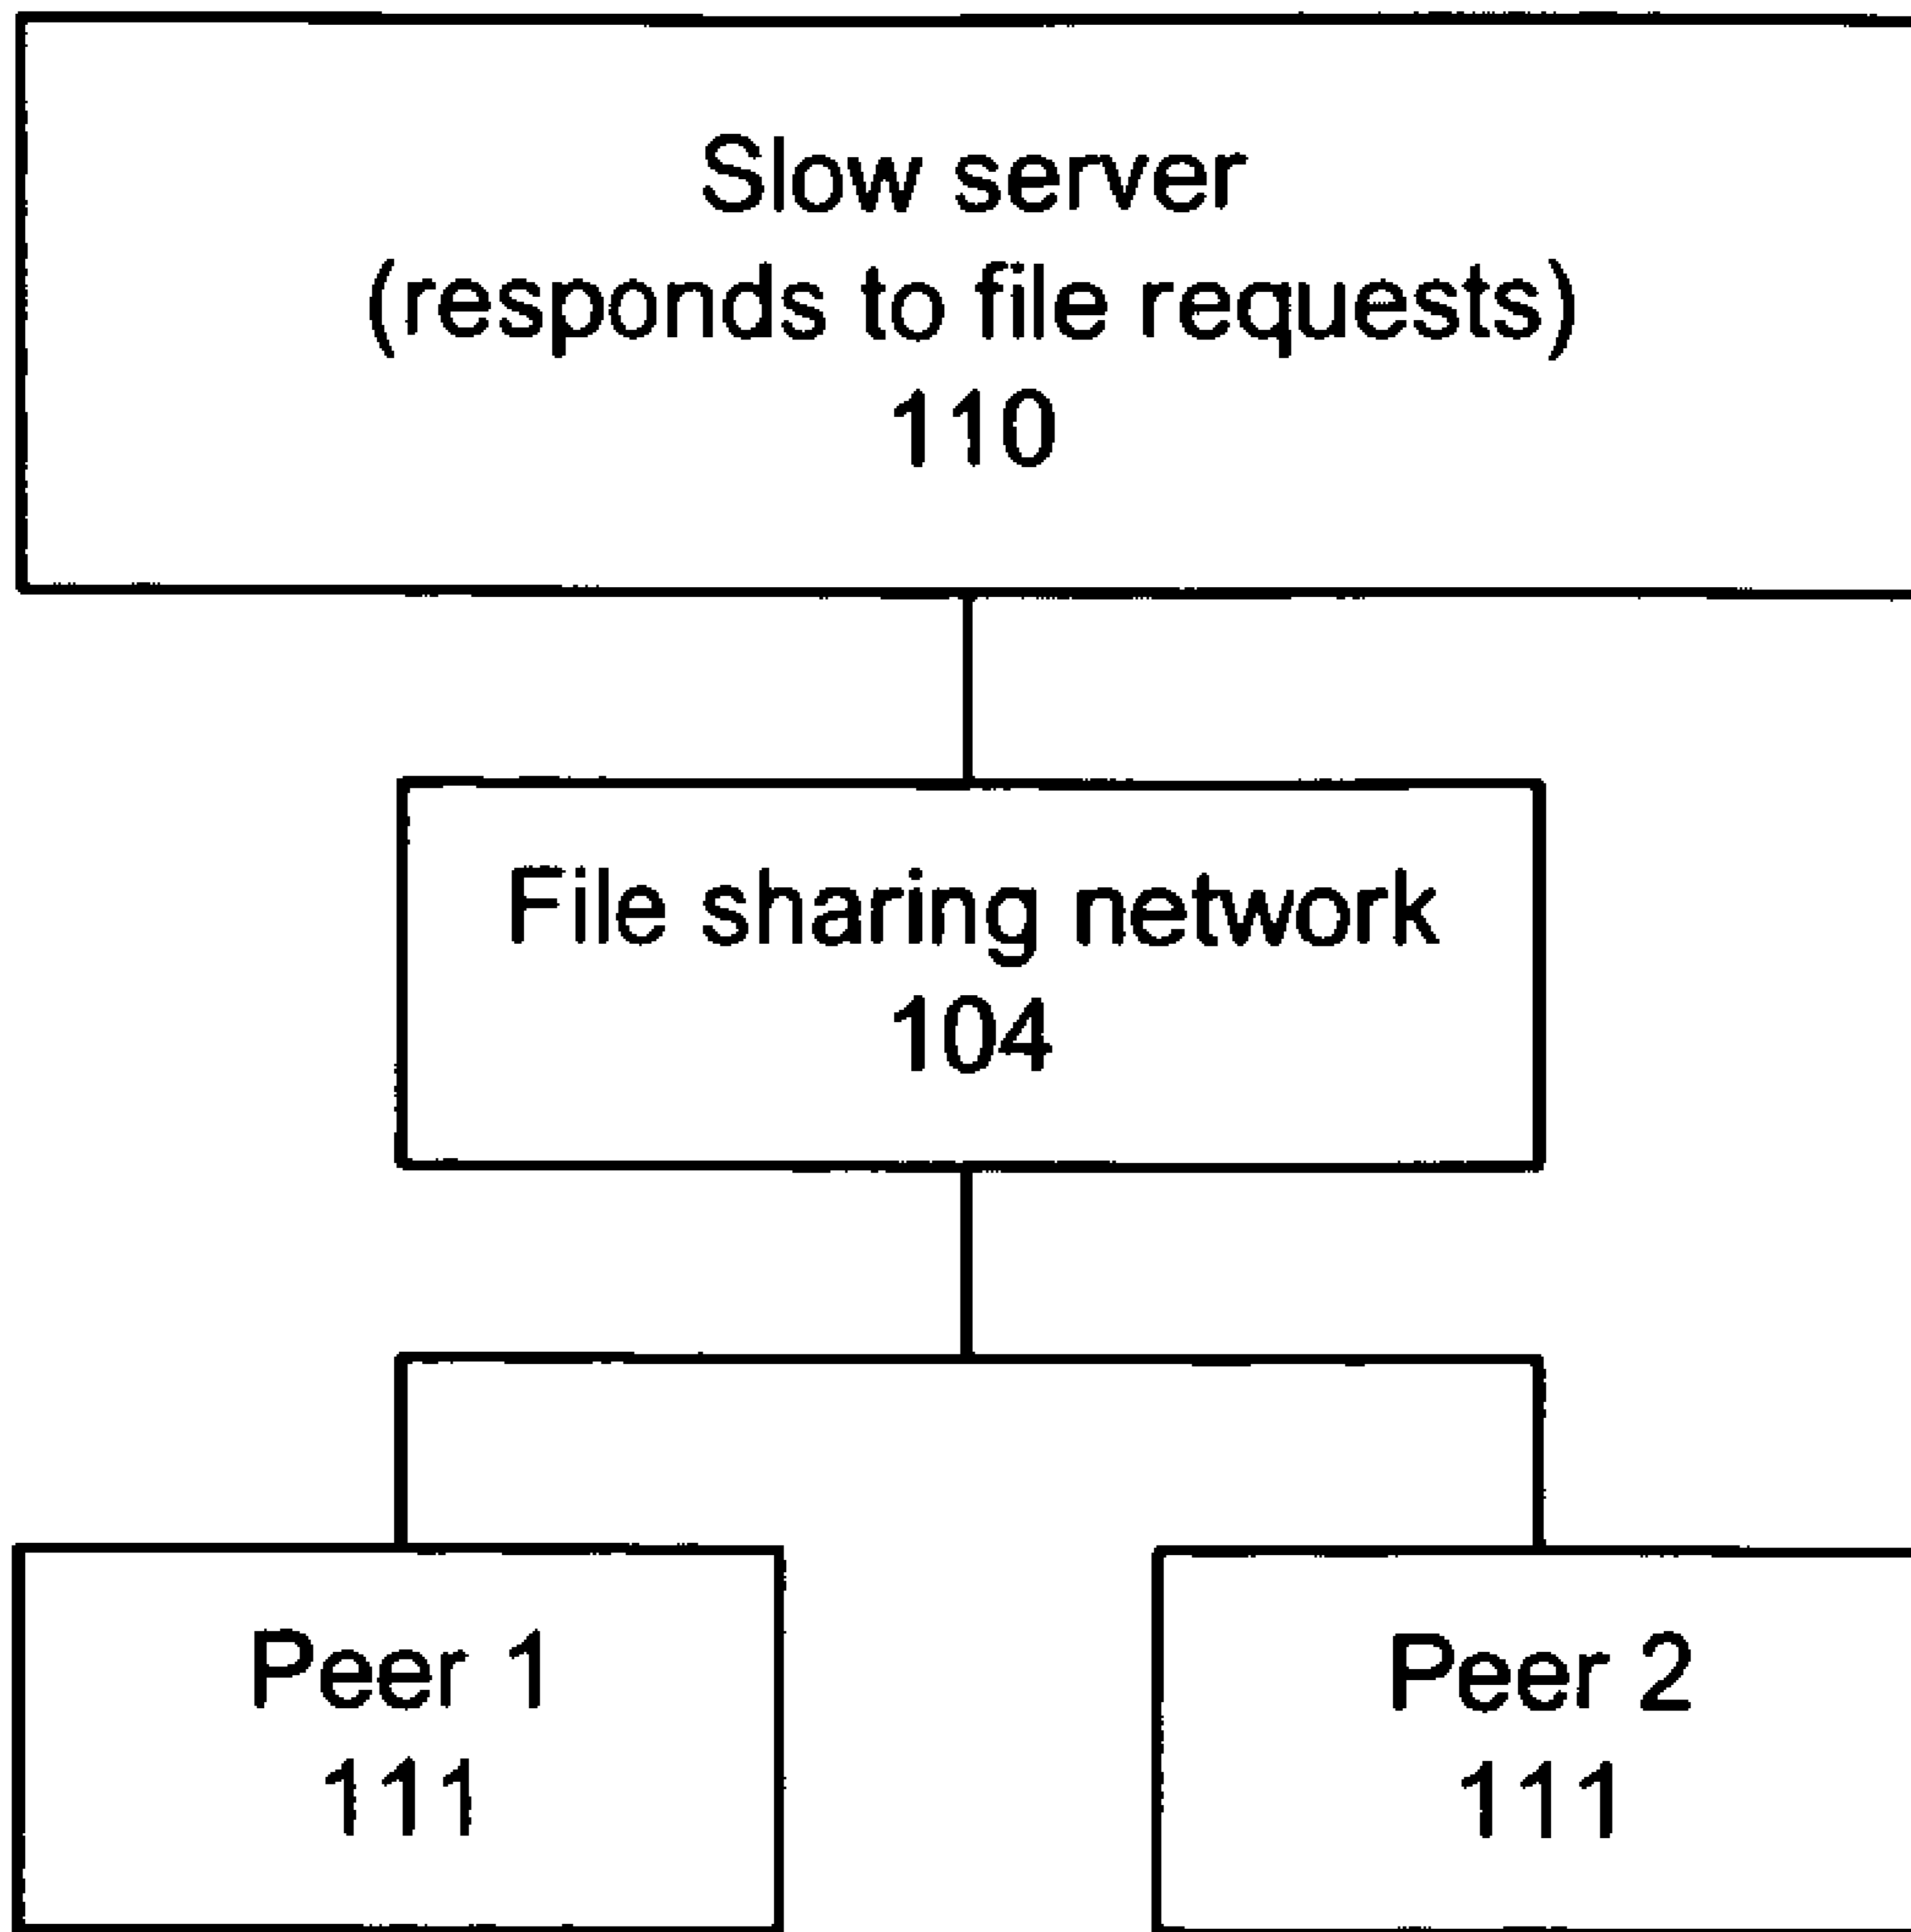 Slow server
(responds to file requests)
110
File sharing network
104
Peer 1
111
Peer 2
111